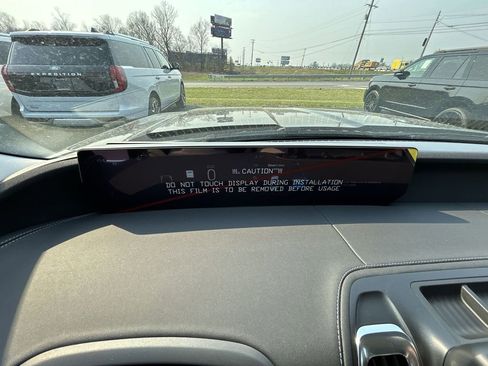 EXPEDITION
CAUTION
DO NOT TOUCH DISPLAY DURING INSTALLATION
THIS FILM IS TO BE REMOVED BEFORE USAGE